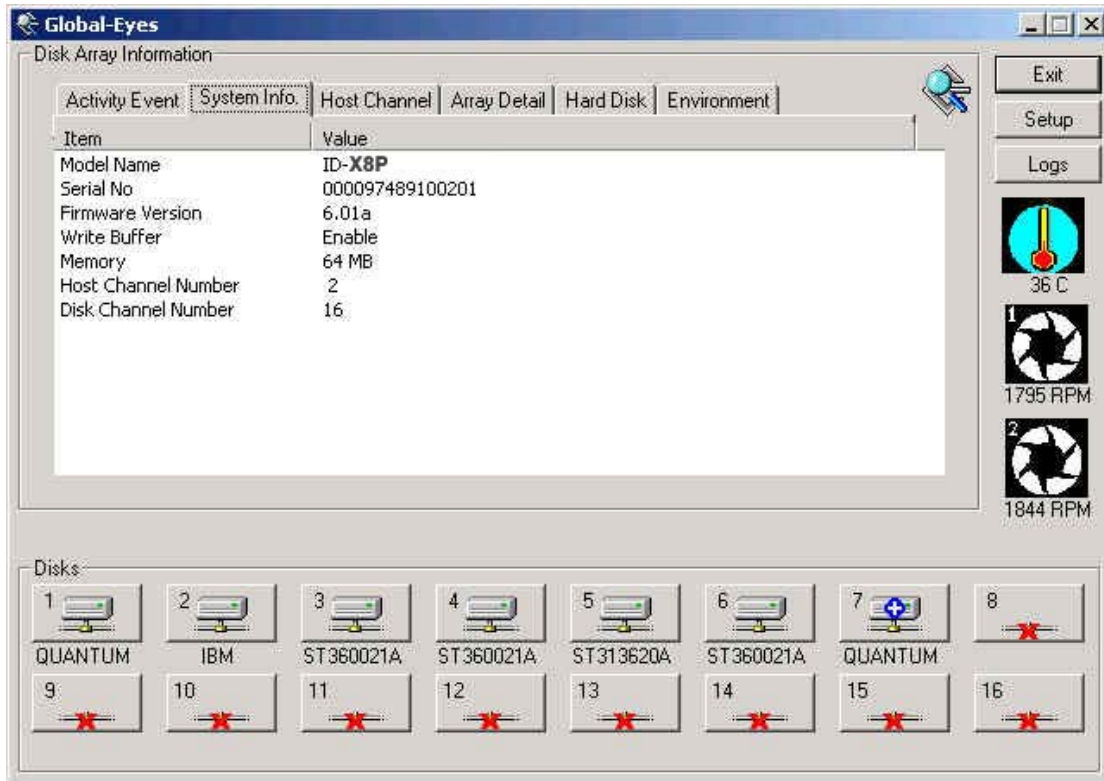 Global-Eyes
Disk Array Information
Activity Event System Info. Host Channel Array Detail Hard Disk Environment
Exit
Setup
Logs
Item Value
Model Name ID-X8P
Serial No 000097489100201
Firmware Version 6.01a
Write Buffer Enable
Memory 64 MB
Host Channel Number 2
Disk Channel Number 16
36 C
1
1795 RPM
2
1844 RPM
Disks
1 2 3 4 5 6 7 8
QUANTUM IBM ST360021A ST360021A ST313620A ST360021A QUANTUM
9 10 11 12 13 14 15 16